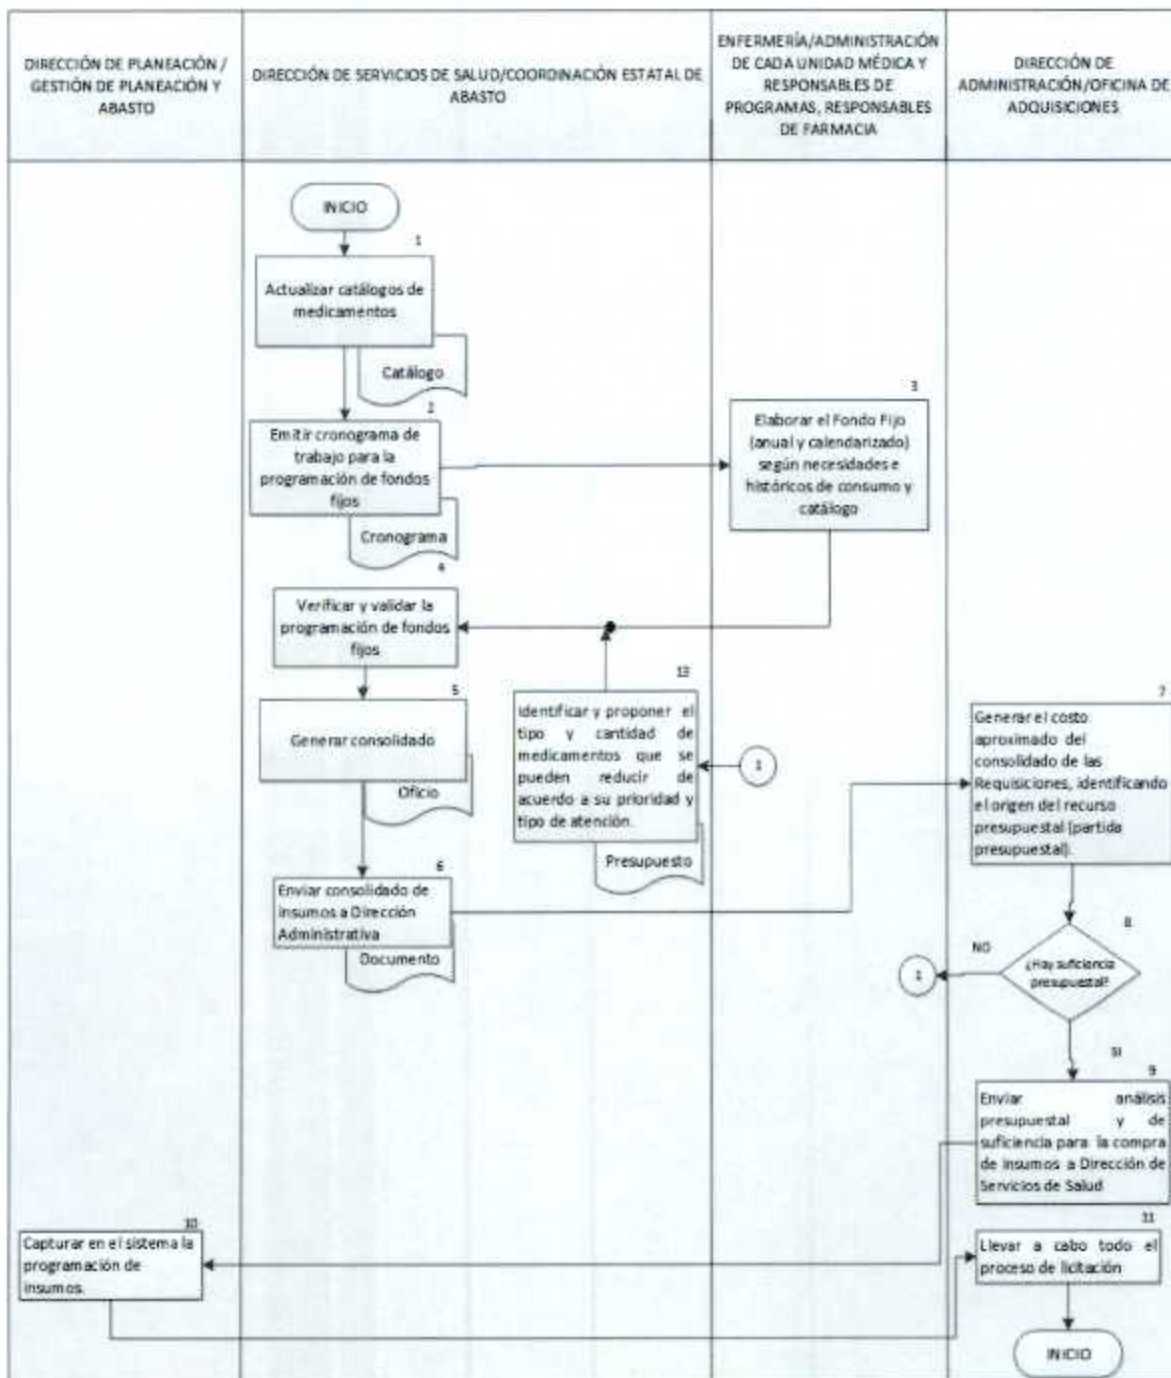 DIRECCIÓN DE PLANEACIÓN /
GESTIÓN DE PLANEACIÓN Y
ABASTO
DIRECCIÓN DE SERVICIOS DE SALUD/COORDINACIÓN ESTATAL DE
ABASTO
ENFERMERÍA/ADMINISTRACIÓN
DE CADA UNIDAD MÉDICA Y
RESPONSABLES DE
PROGRAMAS, RESPONSABLES
DE FARMACIA
DIRECCIÓN DE
ADMINISTRACIÓN/OFICINA DE
ADQUISICIONES
INICIO
1
Actualizar catálogos de
medicamentos
Catálogo
2
Emitir cronograma de
trabajo para la
programación de fondos
fijos
Cronograma
3
Elaborar el Fondo Fijo
(anual y calendarizado)
según necesidades e
históricos de consumo y
catálogo
4
Verificar y validar la
programación de fondos
fijos
5
Generar consolidado
Oficio
13
Identificar y proponer el
tipo y cantidad de
medicamentos que se
pueden reducir de
acuerdo a su prioridad y
tipo de atención.
Presupuesto
1
6
Enviar consolidado de
insumos a Dirección
Administrativa
Documento
7
Generar el costo
aproximado del
consolidado de las
Requisiciones, identificando
el origen del recurso
presupuestal (partida
presupuestal).
8
¿Hay suficiencia
presupuestal?
NO
1
SI
9
Enviar análisis
presupuestal y de
suficiencia para la compra
de insumos a Dirección de
Servicios de Salud
10
Capturar en el sistema la
programación de
insumos.
11
Llevar a cabo todo el
proceso de licitación
INICIO